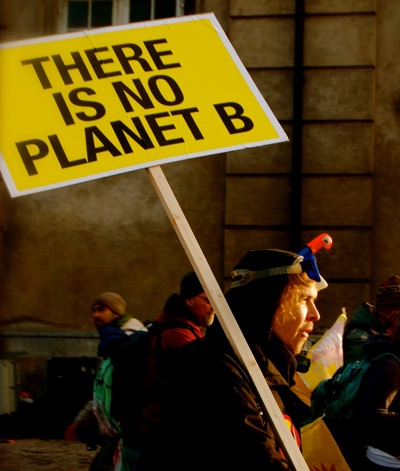 THERE
IS NO
PLANET B